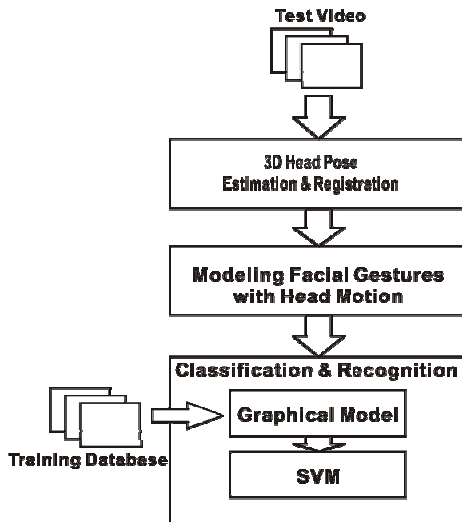 Test Video
3D Head Pose
Estimation & Registration
Modeling Facial Gestures
with Head Motion
Classification & Recognition
Graphical Model
Training Database
SVM